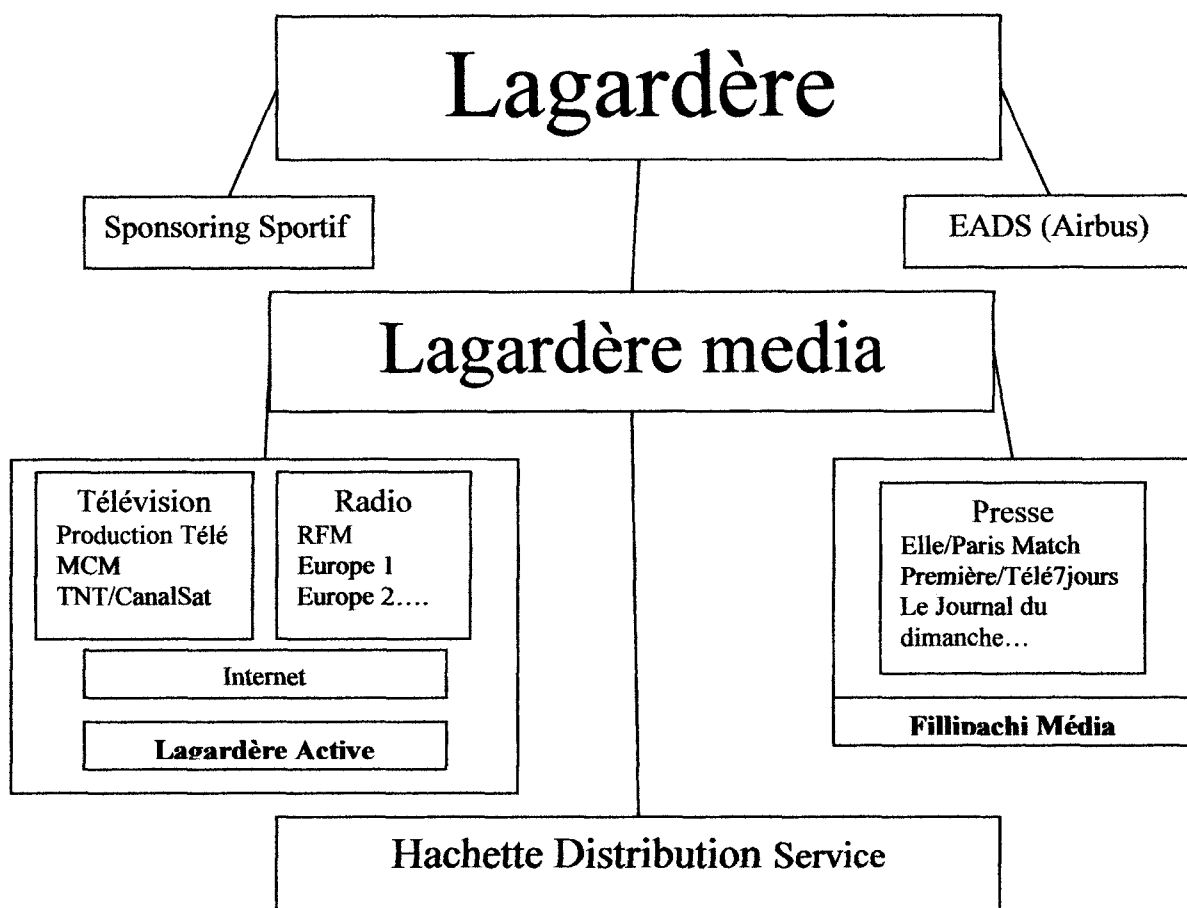 Lagardère
Sponsoring Sportif
EADS (Airbus)
Lagardère media
Télévision
Production Télé
MCM
TNT/CanalSat
Radio
RFM
Europe 1
Europe 2....
Internet
Lagardère Active
Presse
Elle/Paris Match
Première/Télé7jours
Le Journal du
dimanche...
Fillipachi Média
Hachette Distribution Service